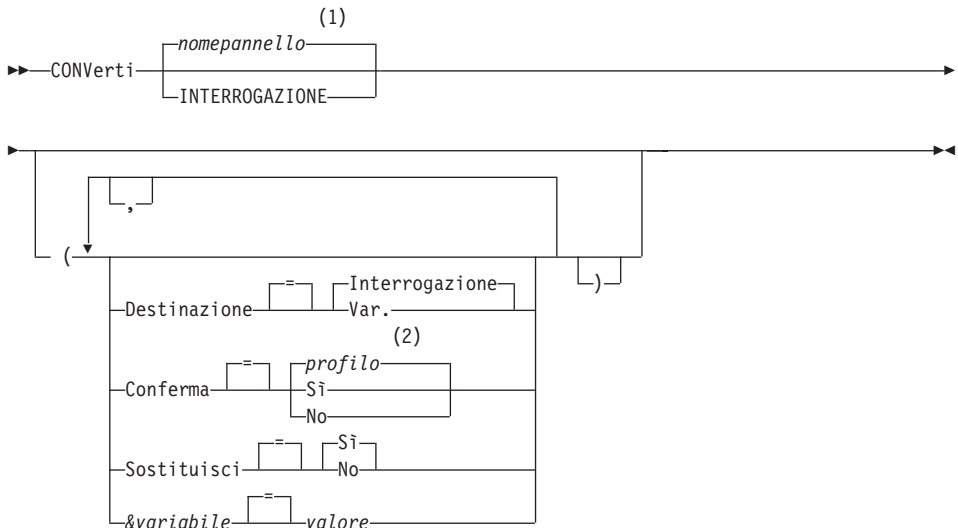 (1)
nomepannello
CONVerti
INTERROGAZIONE
,
(
)
Destinazione = Interrogazione
Var.
(2)
Conferma = profilo
Sì
No
Sostituisci = Sì
No
&variabile = valore